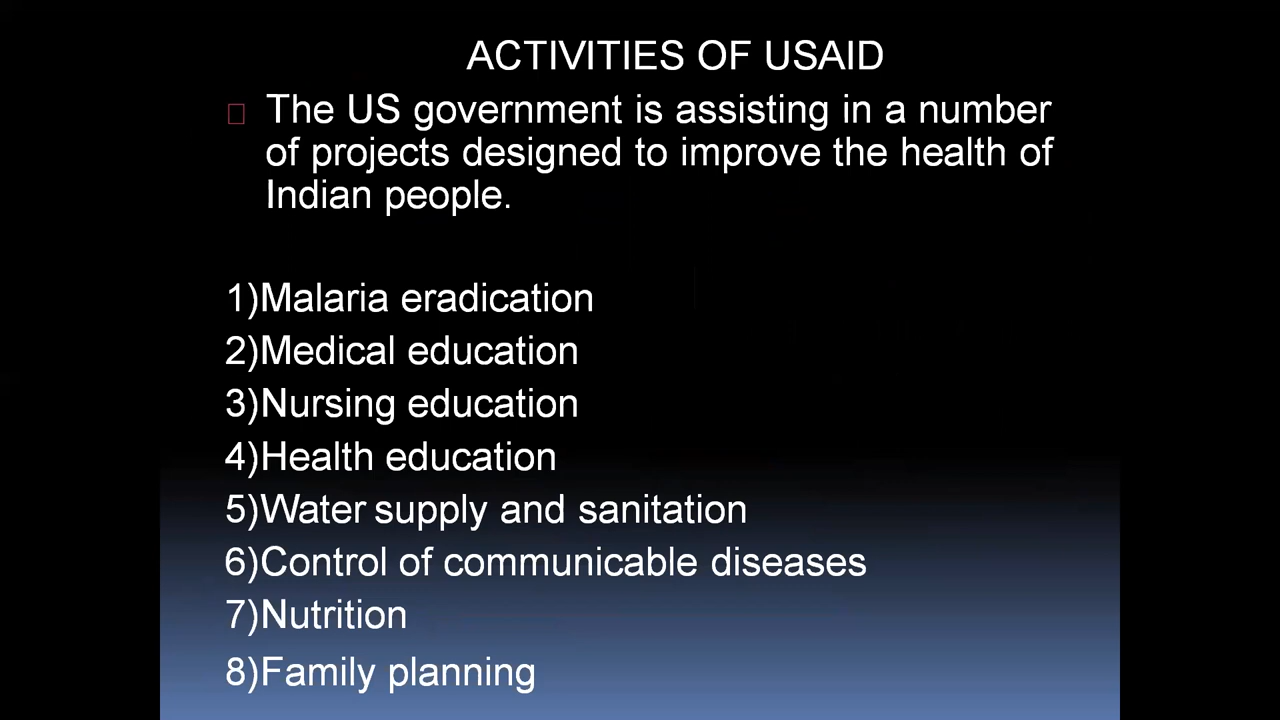 ACTIVITIES OF USAID
The US government is assisting in a number
of projects designed to improve the health of
Indian people.
1)Malaria eradication
2)Medical education
3)Nursing education
4)Health education
5)Water supply and sanitation
6)Control of communicable diseases
7)Nutrition
8)Family planning